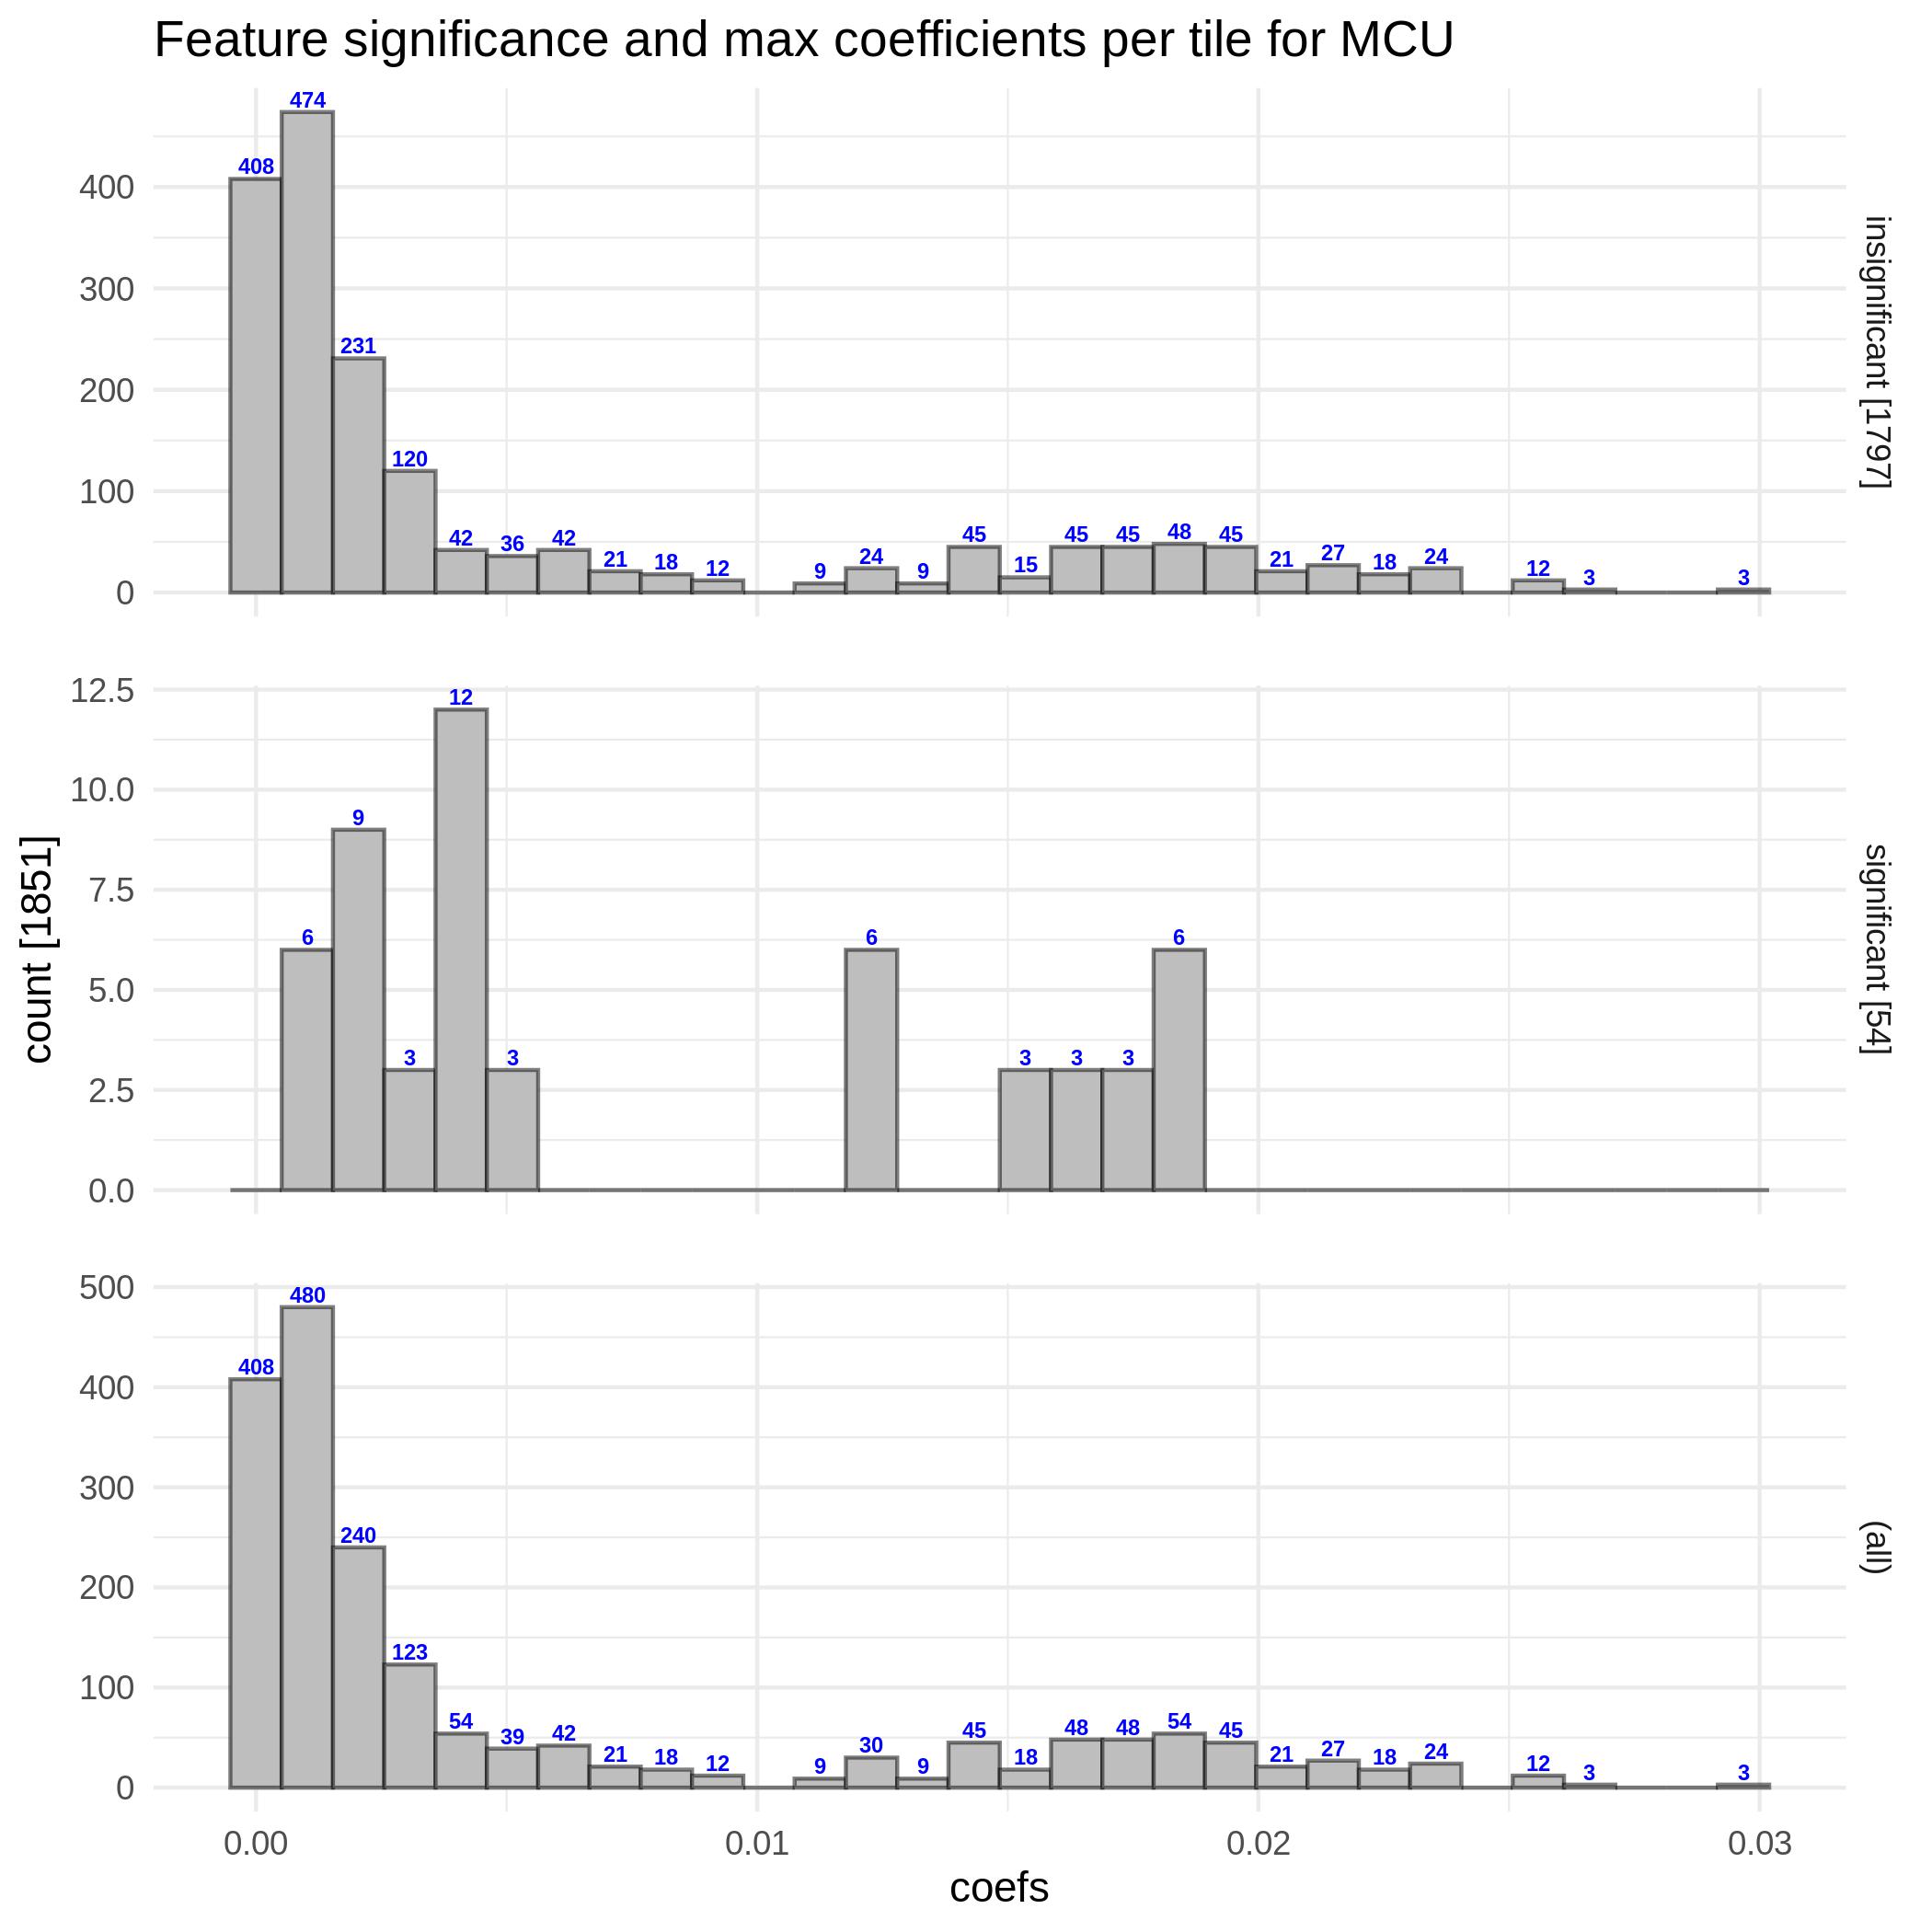 Feature significance and max coefficients per tile for MCU
474
408
400
231
300
200
120
100
42 36 42 21 18 12 9 24 9 45 15 45 45 48 45 21 27 18 24 12 3 3
0
insignificant [1797]
12.5
12
10.0
9
7.5
6 6 6
5.0
3 3 3 3 3
2.5
0.0
significant [54]
count [1851]
500
480
408
400
300
240
200
123
100
54 39 42 21 18 12 9 30 9 45 18 48 48 54 45 21 27 18 24 12 3 3
0
(all)
0.00 0.01 0.02 0.03
coefs